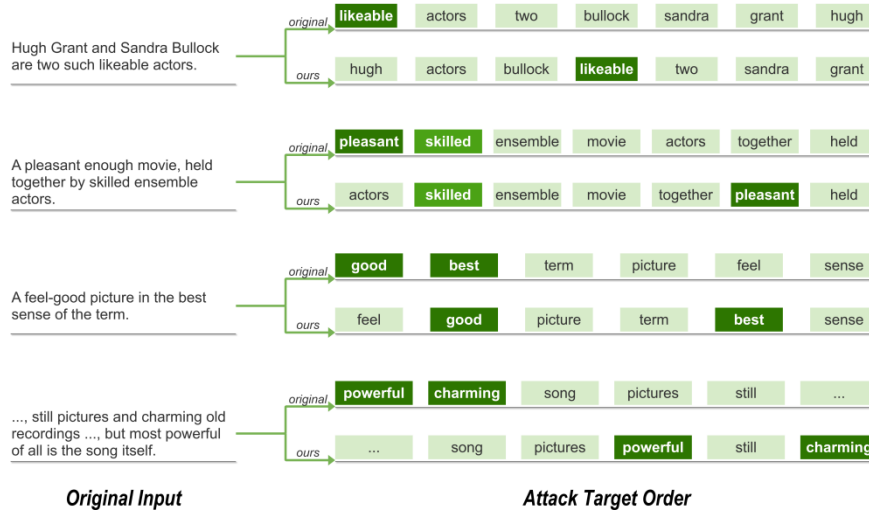 original likeable actors two bullock sandra grant hugh
Hugh Grant and Sandra Bullock
are two such likeable actors.
ours hugh actors bullock likeable two sandra grant
original pleasant skilled ensemble movie actors together held
A pleasant enough movie, held
together by skilled ensemble
actors.
ours actors skilled ensemble movie together pleasant held
original good best term picture feel sense
A feel-good picture in the best
sense of the term.
ours feel good picture term best sense
original powerful charming song pictures still ...
..., still pictures and charming old
recordings ..., but most powerful
of all is the song itself.
ours ... song pictures powerful still charming
Original Input
Attack Target Order